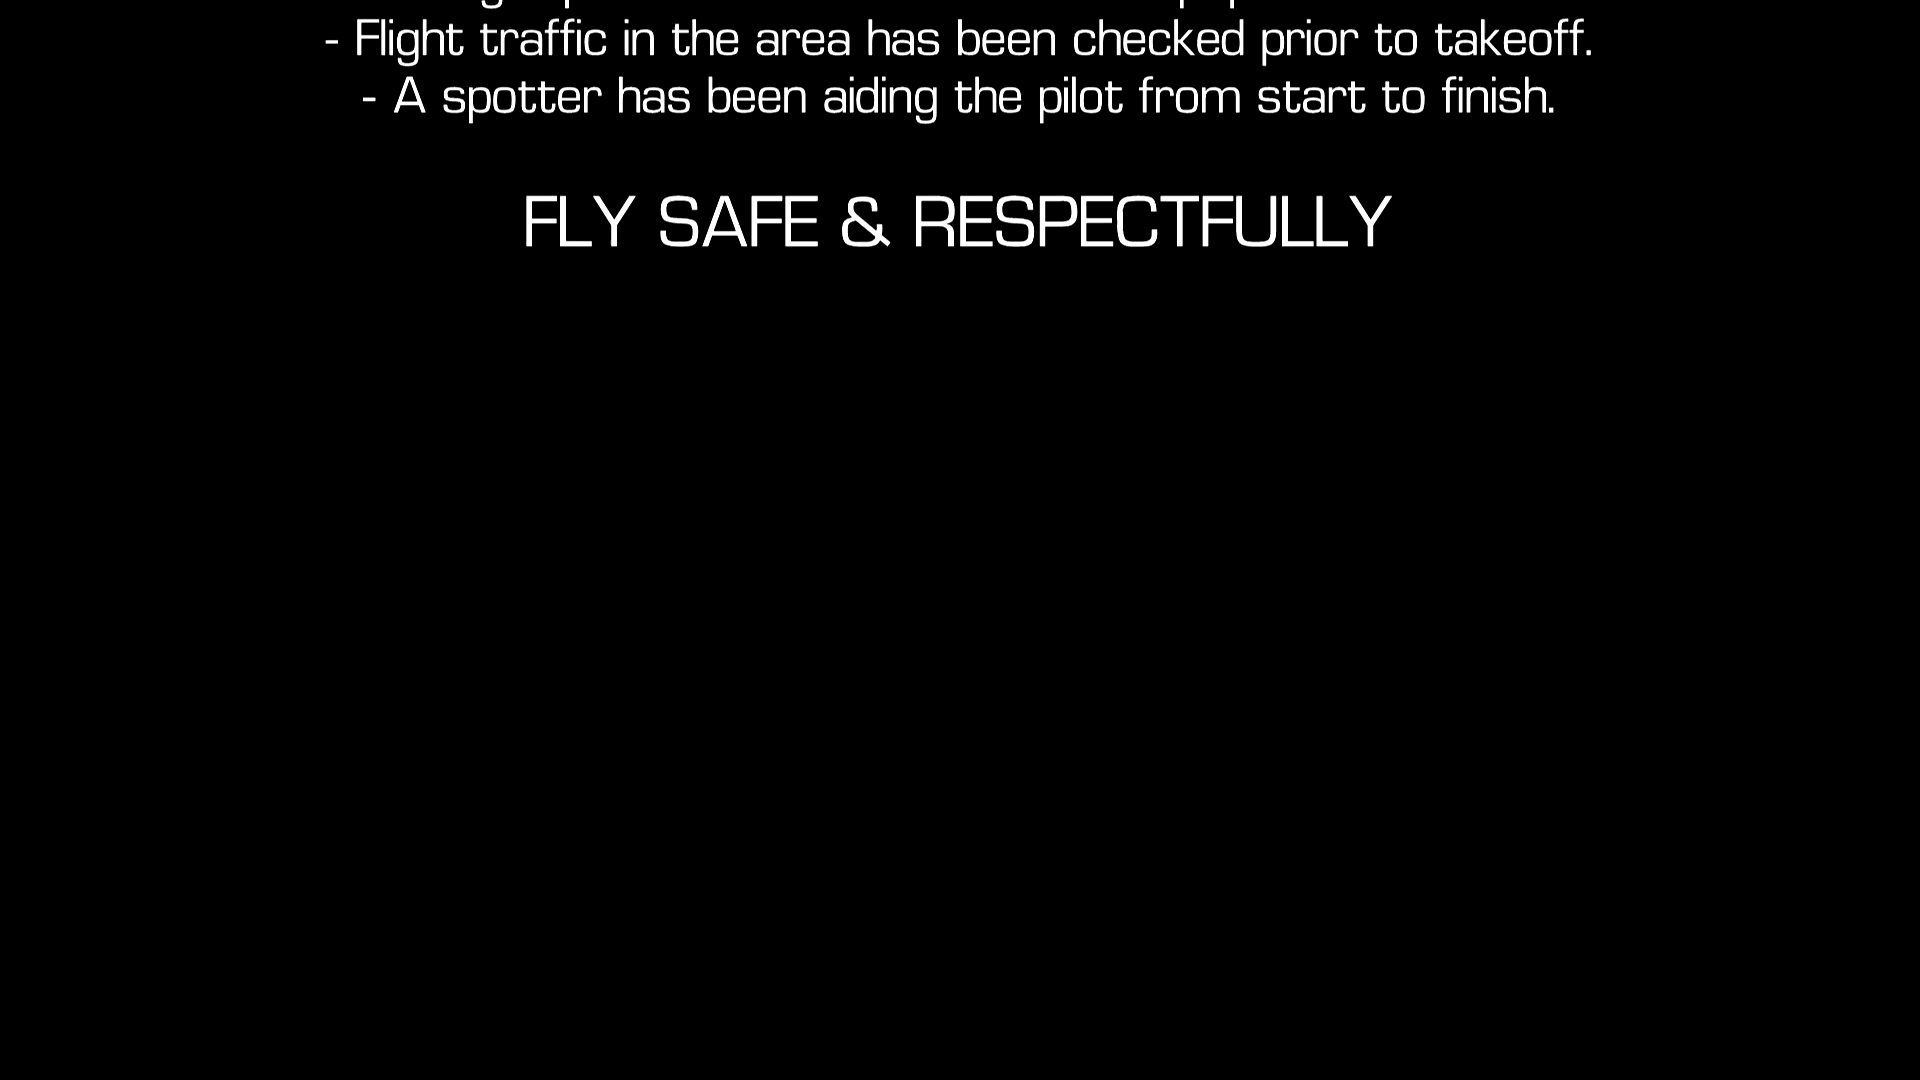 - Flight traffic in the area has been checked prior to takeoff.
- A spotter has been aiding the pilot from start to finish.
FLY SAFE & RESPECTFULLY